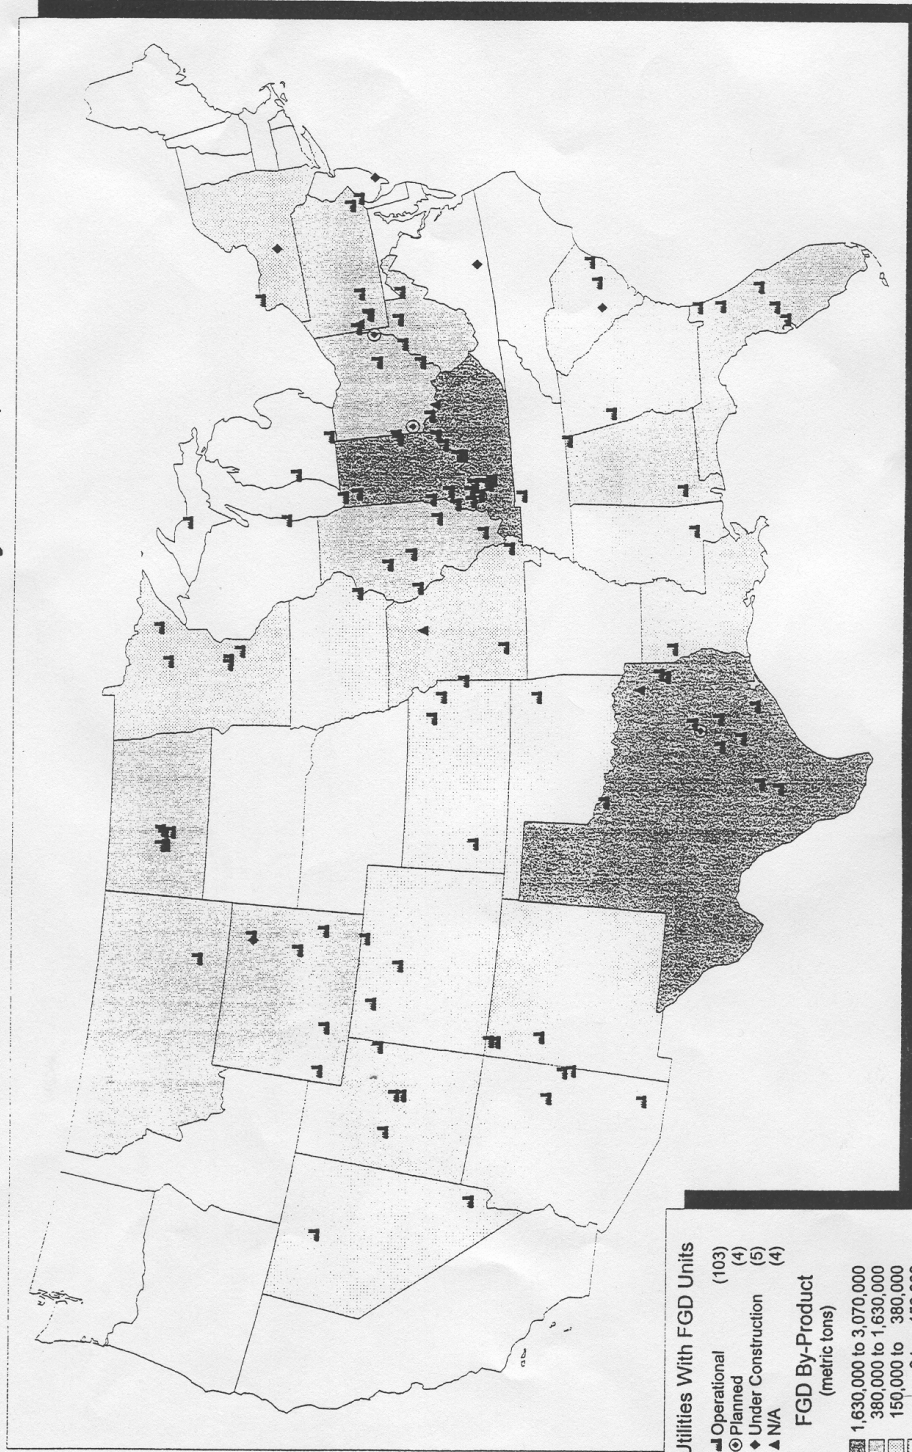 Utilities With FGD Units
Operational (103)
Planned (4)
Under Construction (5)
N/A (4)
FGD By-Product
(metric tons)
1,630,000 to 3,070,000
380,000 to 1,630,000
150,000 to 380,000